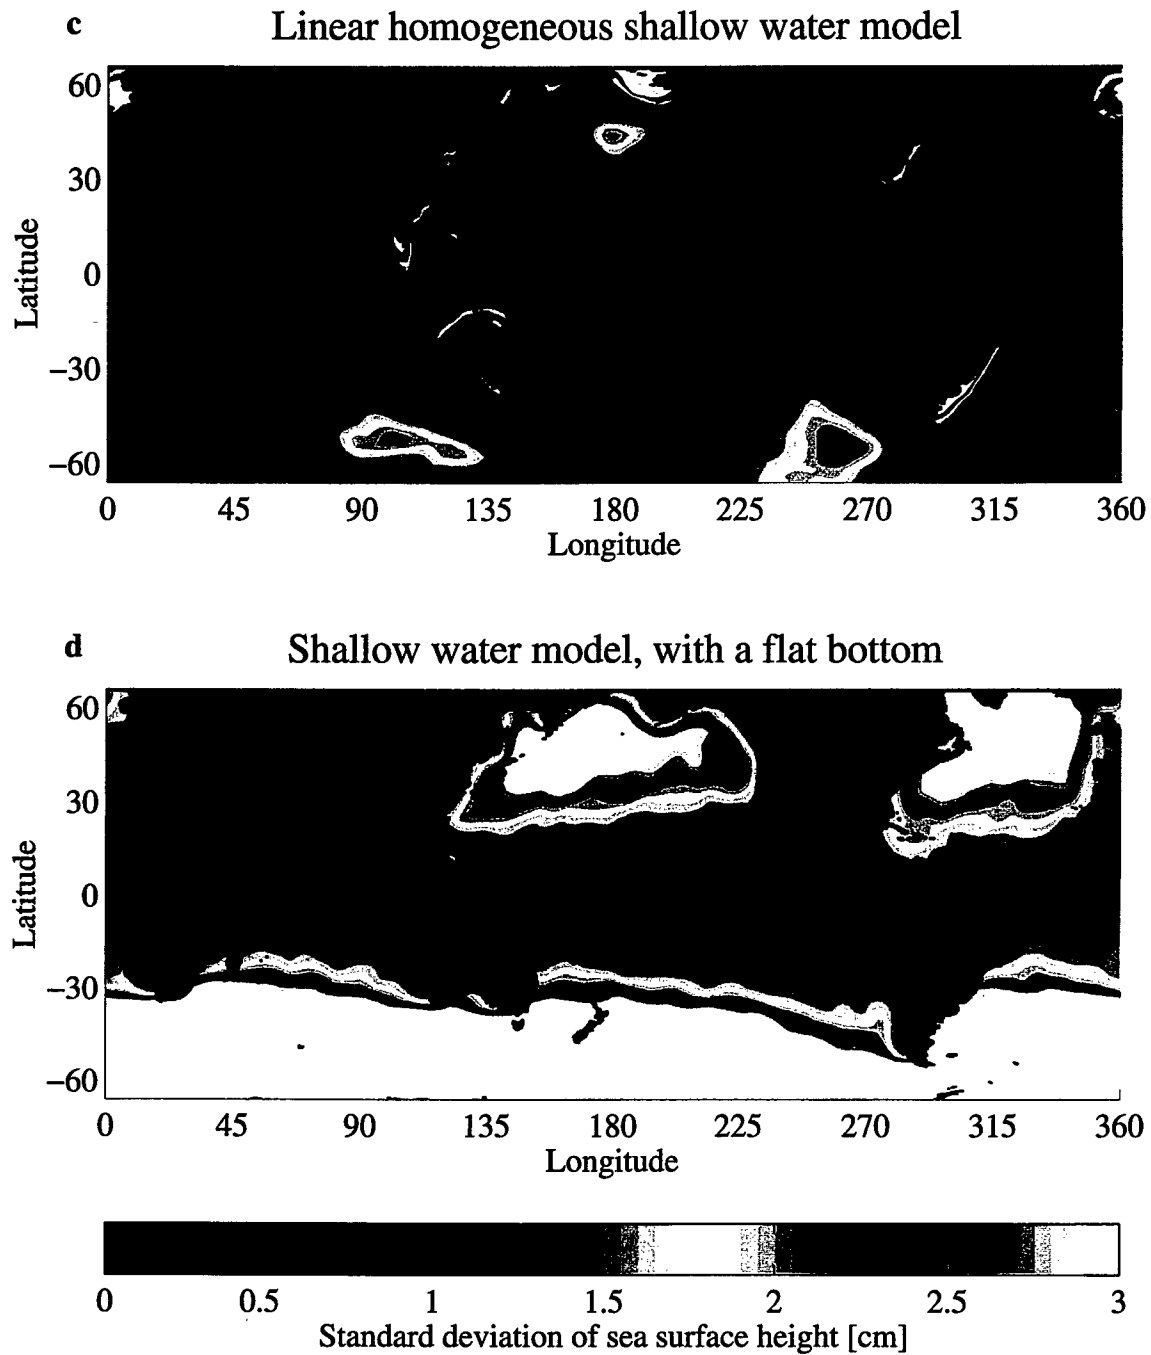 c Linear homogeneous shallow water model
60
30
0
−30
−60
Latitude
0 45 90 135 180 225 270 315 360
Longitude
d Shallow water model, with a flat bottom
60
30
0
−30
−60
Latitude
0 45 90 135 180 225 270 315 360
Longitude
0 0.5 1 1.5 2 2.5 3
Standard deviation of sea surface height [cm]